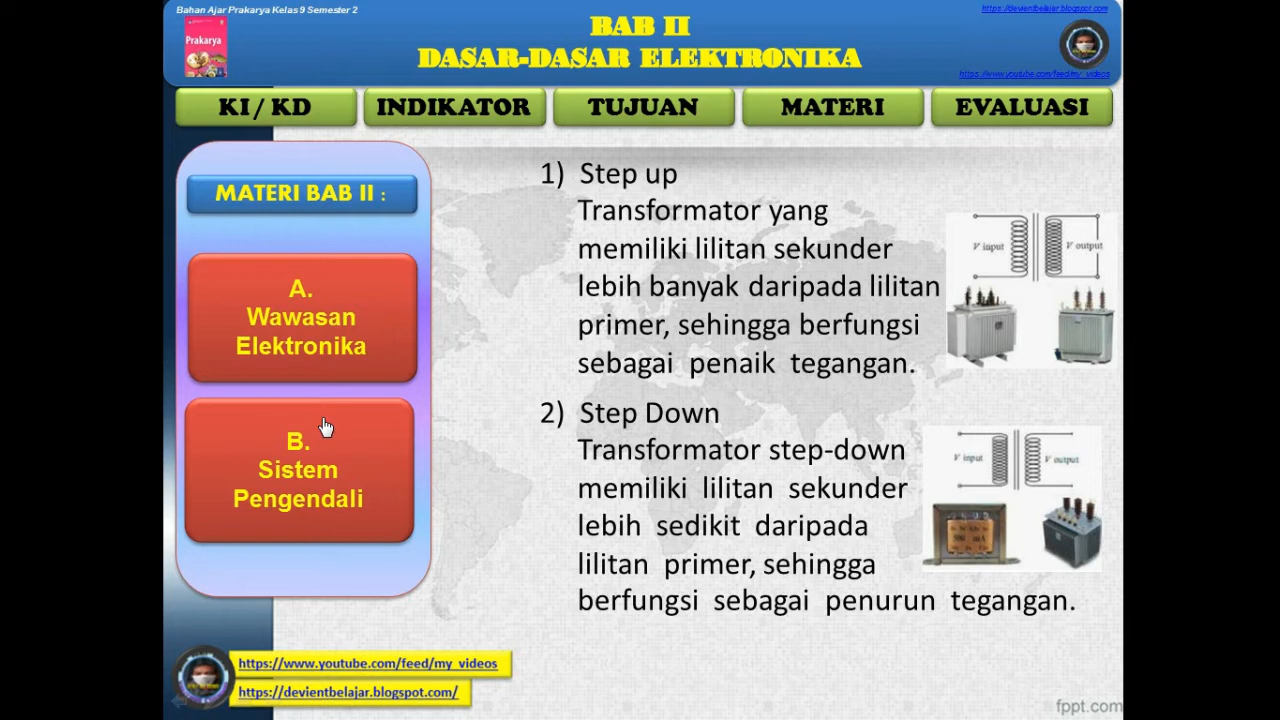 Bahan Ajar Prakarya Kelas 9 Semester 2
https://devientbelajar.blogspot.com/
BAB II
Prakarya
DASAR-DASAR ELEKTRONIKA
https://www.youtube.com/feed/my_videos
KI / KD
INDIKATOR
TUJUAN
MATERI
EVALUASI
MATERI BAB II :
A.
Wawasan
Elektronika
B.
Sistem
Pengendali
1) Step up
Transformator yang
memiliki lilitan sekunder
lebih banyak daripada lilitan
primer, sehingga berfungsi
sebagai penaik tegangan.
V input
V output
2) Step Down
Transformator step-down
memiliki lilitan sekunder
lebih sedikit daripada
lilitan primer, sehingga
berfungsi sebagai penurun tegangan.
V input
V output
500 mA
https://www.youtube.com/feed/my_videos
https://devientbelajar.blogspot.com/
fppt.com